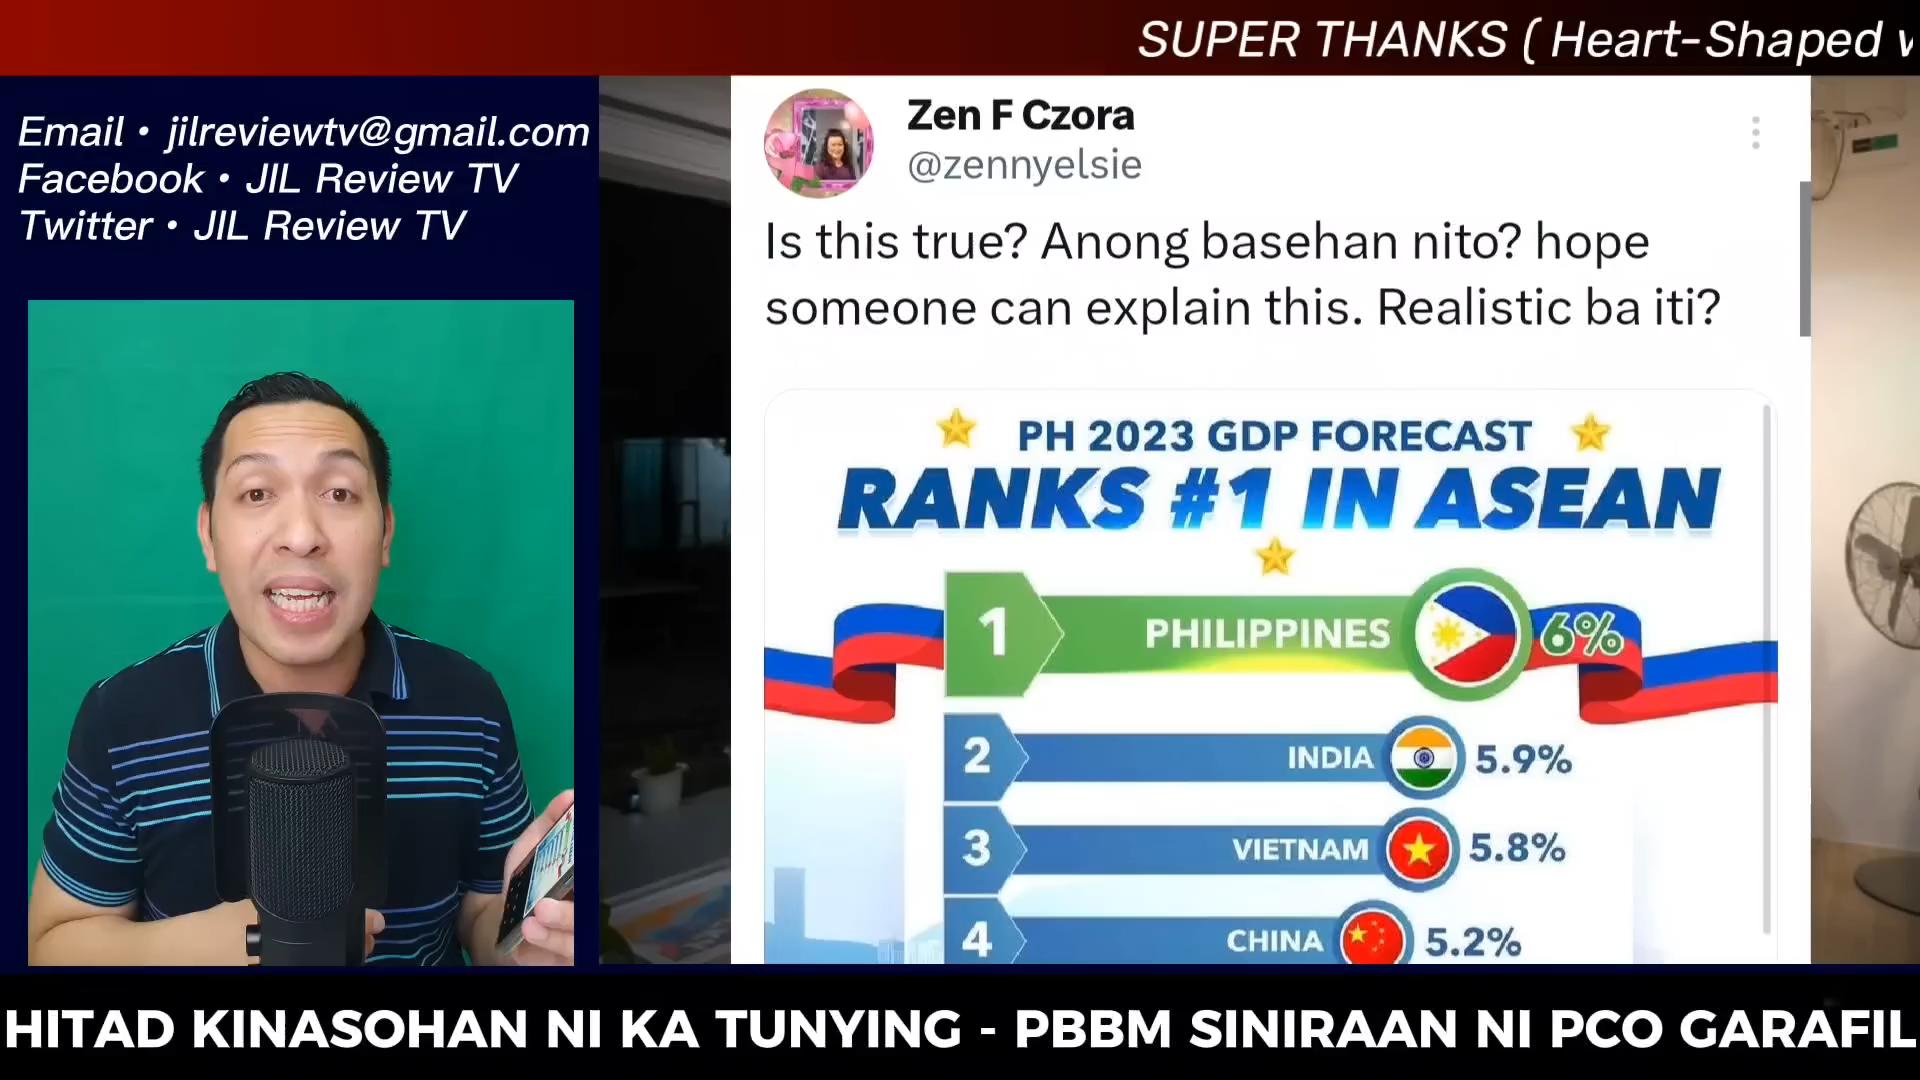 SUPER THANKS ( Heart-Shaped
Email • jilreviewtv@gmail.com
Facebook • JIL Review TV
Twitter • JIL Review TV
Zen F Czora
@zennyelsie
Is this true? Anong basehan nito? hope
someone can explain this. Realistic ba iti?
PH 2023 GDP FORECAST
RANKS #1 IN ASEAN
1 PHILIPPINES 6%
2 INDIA 5.9%
3 VIETNAM 5.8%
4 CHINA 5.2%
HITAD KINASOHAN NI KA TUNYING - PBBM SINIRAAN NI PCO GARAFIL